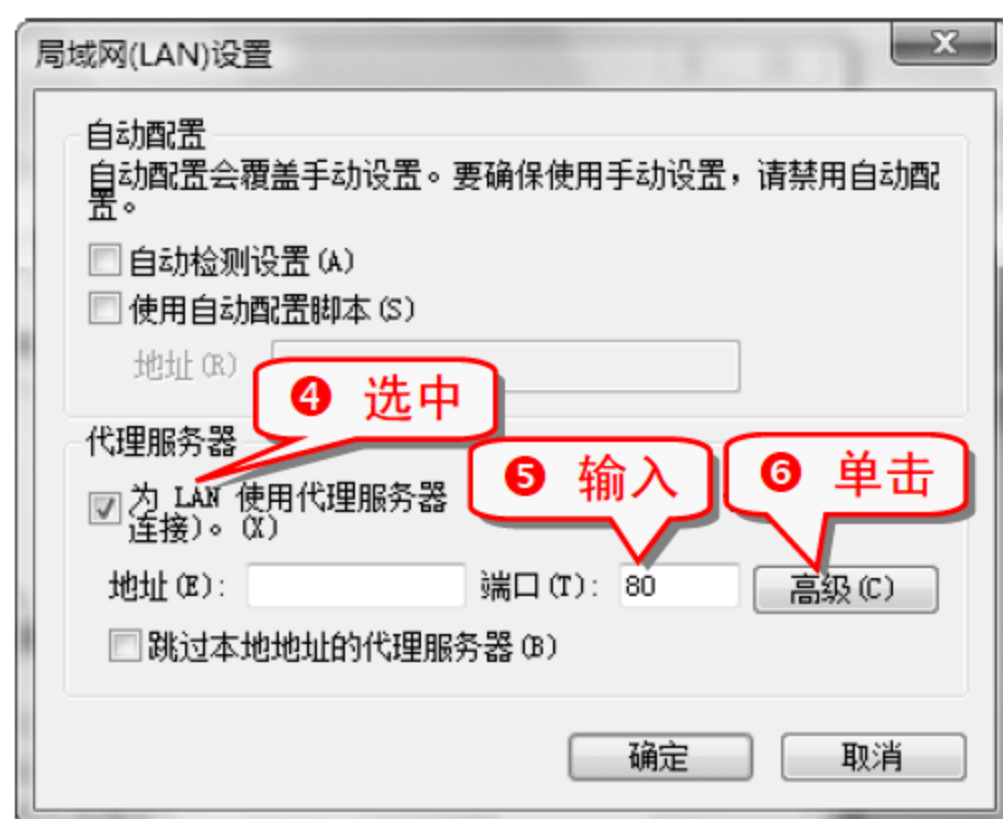 局域网(LAN)设置
自动配置
自动配置会覆盖手动设置。要确保使用手动设置，请禁用自动配
置。
自动检测设置(A)
使用自动配置脚本(S)
地址(R)
❹ 选中
代理服务器
❺ 输入
❻ 单击
为 LAN 使用代理服务器
连接)。(X)
地址(E): 端口(T): 80 高级(C)
跳过本地地址的代理服务器(B)
确定 取消